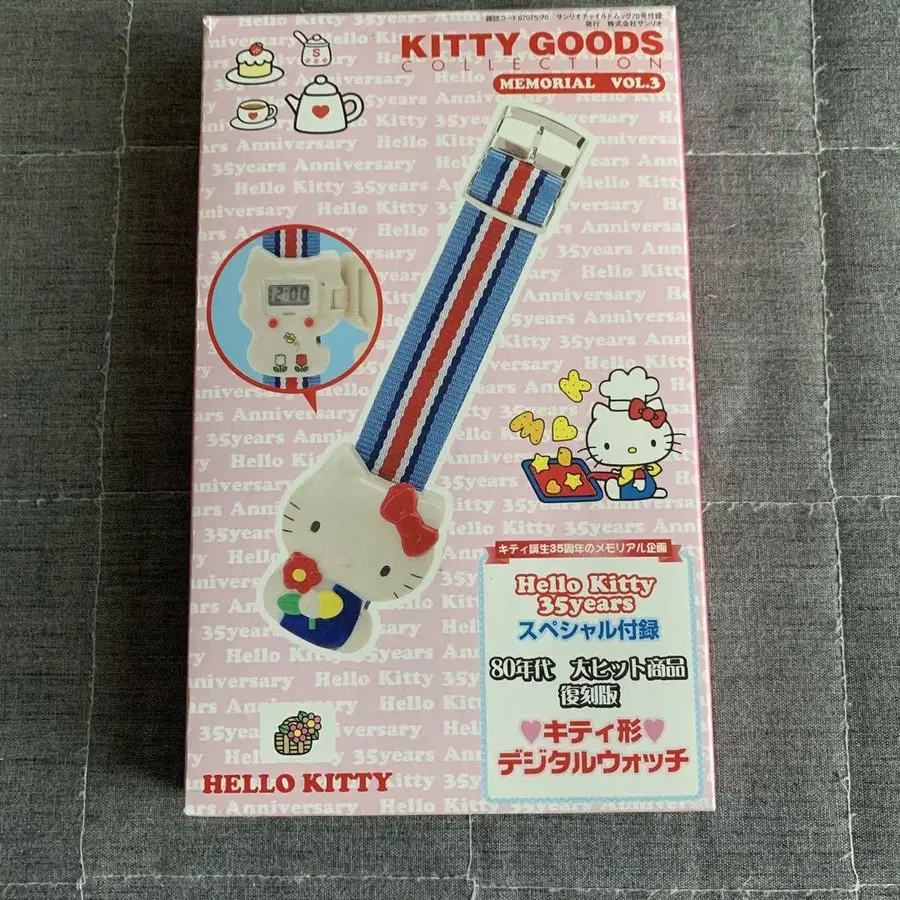 雑誌コード67075-70 サンリオチャイルドムック70号付録
発行 株式会社サンリオ
KITTY GOODS
COLLECTION
MEMORIAL VOL.3
S
Hello Kitty 35years Anniversary
12:00
キティ誕生35周年のメモリアル企画
Hello Kitty
35years
スペシャル付録
80年代 大ヒット商品
復刻版
♥キティ形♥
デジタルウォッチ
HELLO KITTY